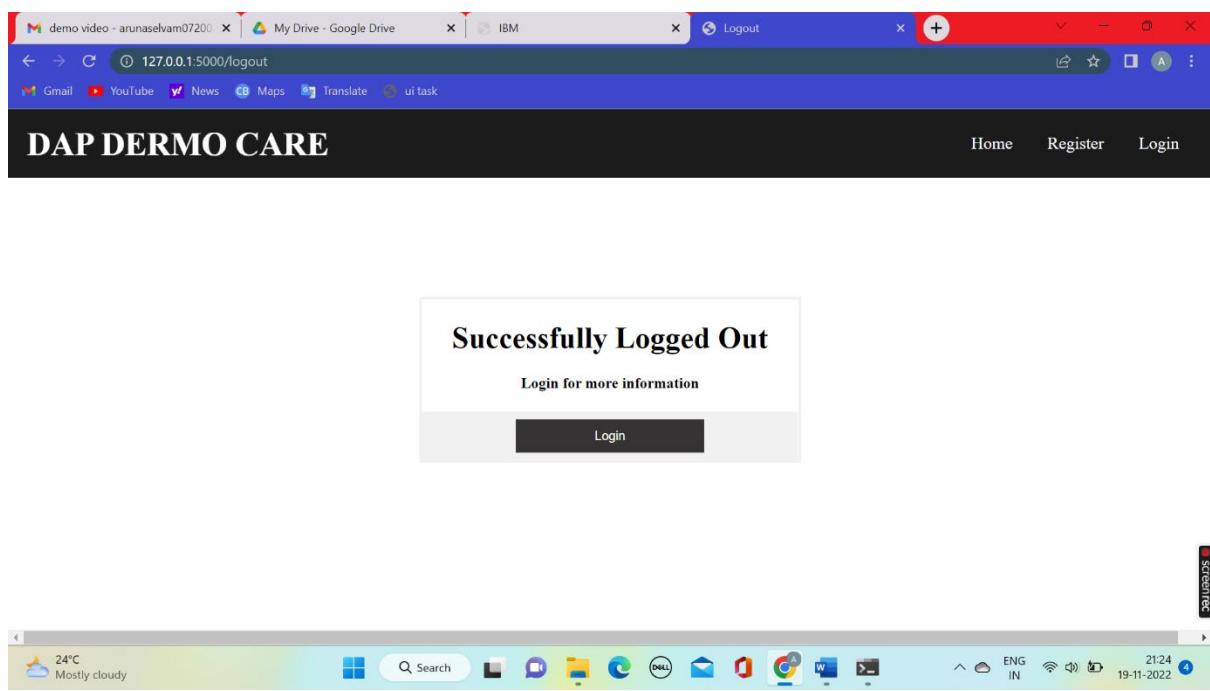 demo video - arunaselvam07200
My Drive - Google Drive
IBM
Logout
127.0.0.1:5000/logout
A
Gmail
YouTube
News
Maps
Translate
ui task
DAP DERMO CARE
Home
Register
Login
Successfully Logged Out
Login for more information
Login
screenrec
24°C
Mostly cloudy
Search
DELL
ENG
IN
21:24
19-11-2022
4